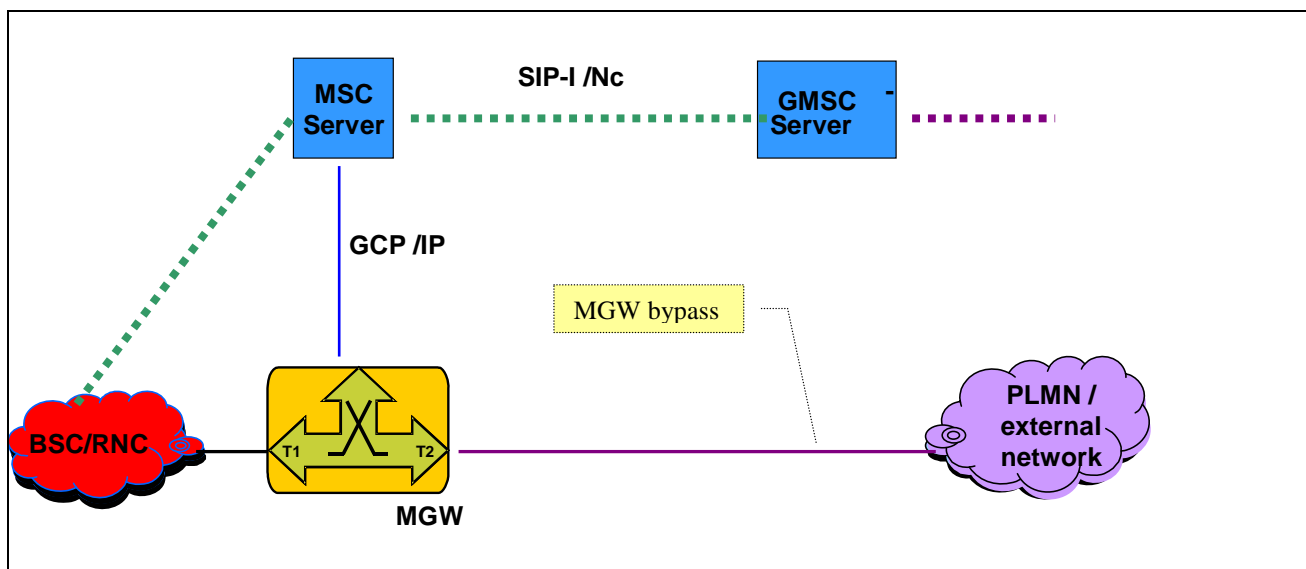 SIP-I /Nc
MSC
Server
GMSC -
Server
GCP /IP
MGW bypass
PLMN /
external
network
BSC/RNC
T1
T2
MGW